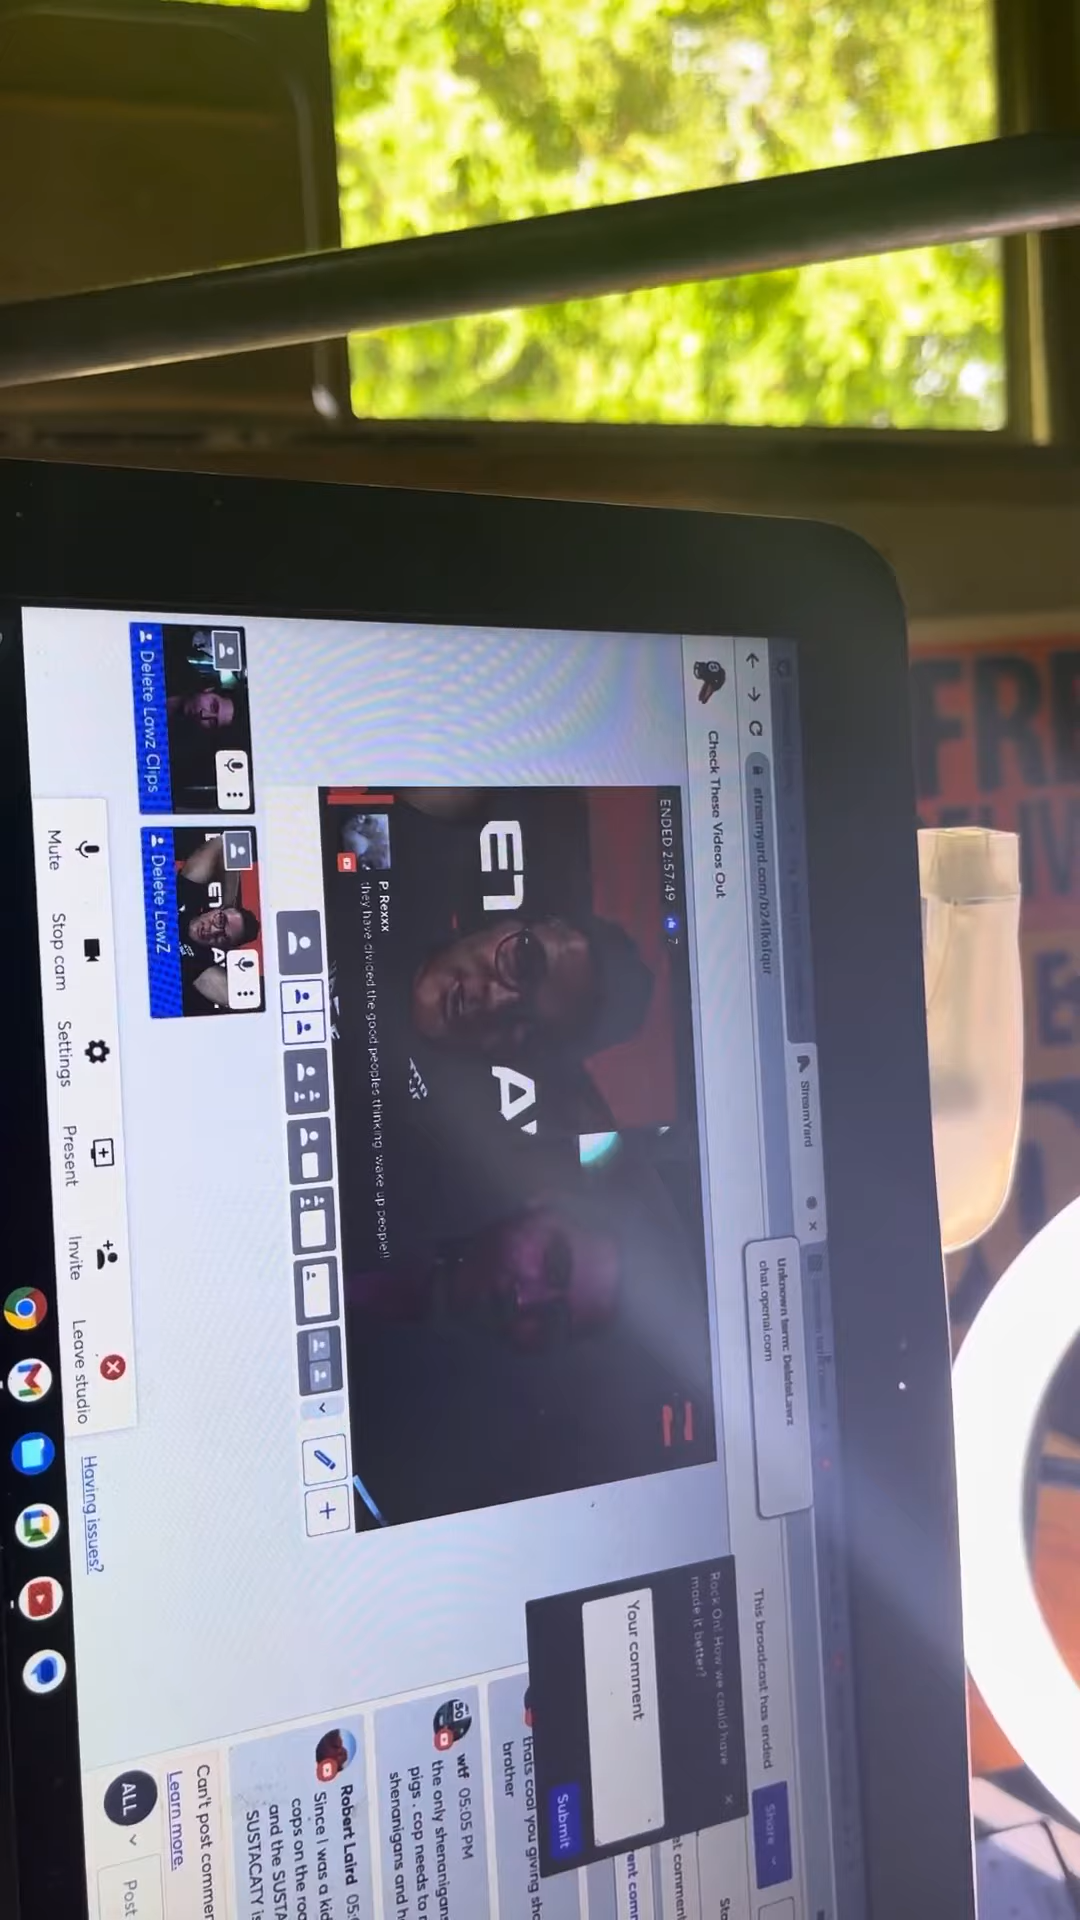 StreamYard
streamyard.com/b24fk6fqur
Unknown term: DeleteLawz
chat.openai.com
Check These Videos Out
This broadcast has ended
Share
ENDED 2:57:49 7
P Rexxx
they have divided the good peoples thinking wake up people!!
Rock On! How we could have
made it better?
Your comment
Submit
thats cool you giving sho
brother
wtf 05:05 PM
the only shenanigans
pigs . cop needs to r
shenanigans and h
Robert Laird 05:
Since I was a kid
cops on the roa
and the SUSTA
SUSTACATY is
Can't post commen
Learn more.
ALL
Post
Delete Lawz Clips
Delete LawZ
Mute
Stop cam
Settings
Present
Invite
Leave studio
Having issues?
FRE